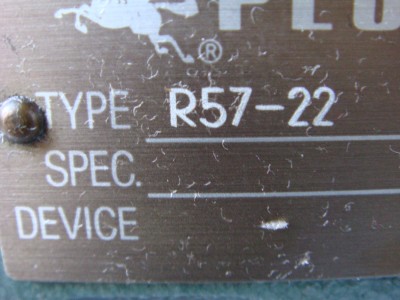 ®
TYPE R57-22
SPEC.
DEVICE